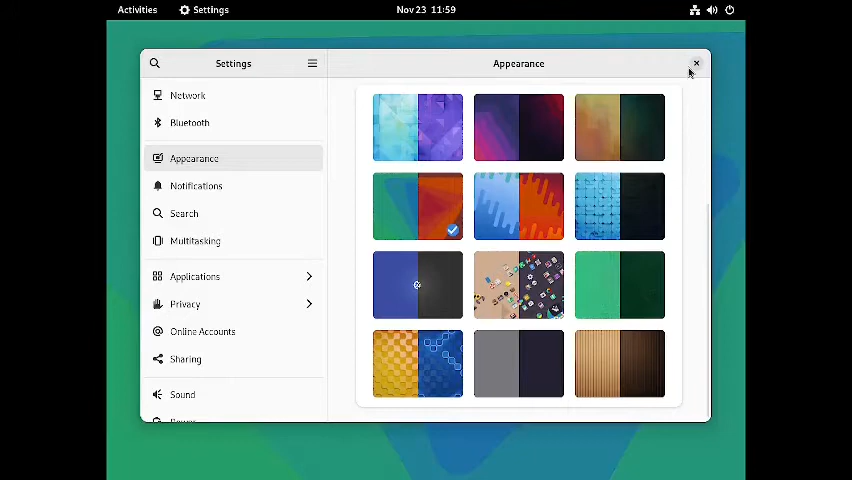 Activities Settings Nov 23 11:59
Settings Appearance
Network
Bluetooth
Appearance
Notifications
Search
Multitasking
Applications
Privacy
Online Accounts
Sharing
Sound
Power